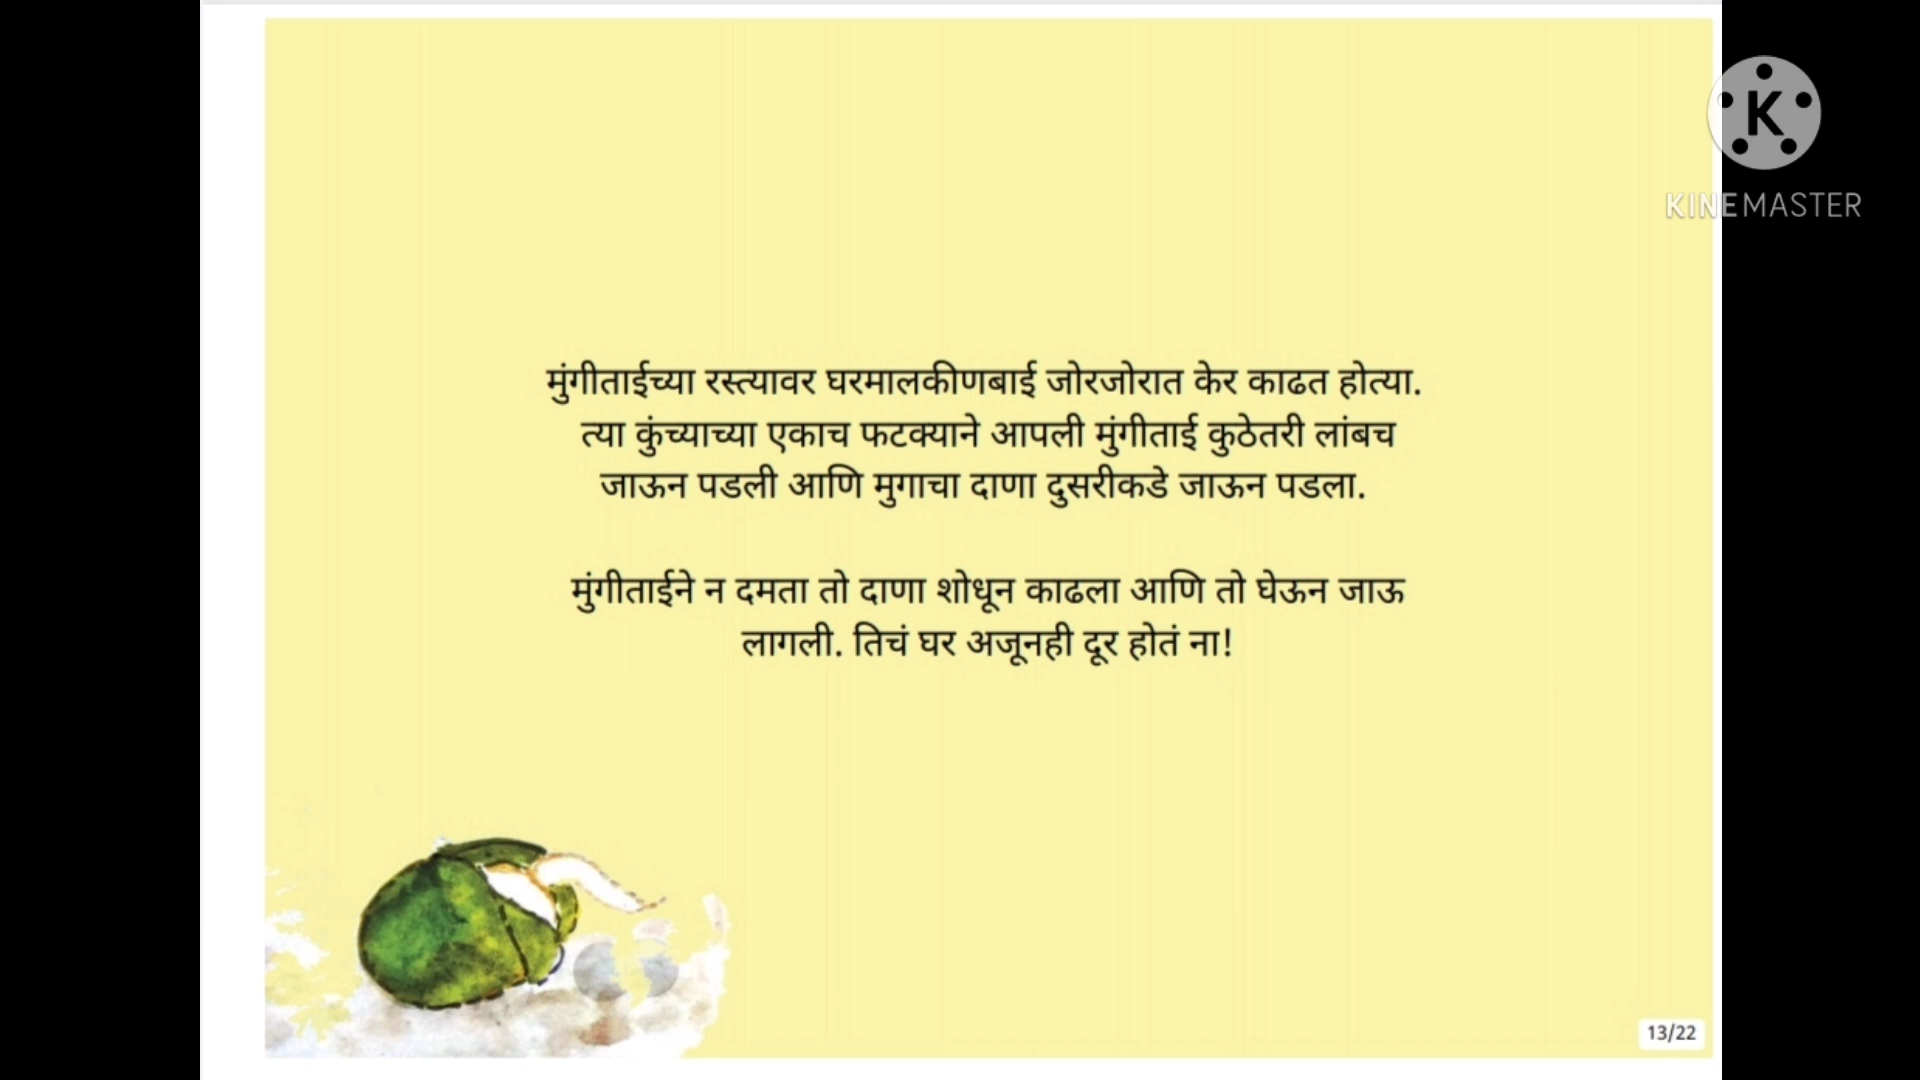 K
KINEMASTER
मुंगीताईच्या रस्त्यावर घरमालकीणबाई जोरजोरात केर काढत होत्या.
त्या कुंच्याच्या एकाच फटक्याने आपली मुंगीताई कुठेतरी लांबच
जाऊन पडली आणि मुगाचा दाणा दुसरीकडे जाऊन पडला.
मुंगीताईने न दमता तो दाणा शोधून काढला आणि तो घेऊन जाऊ
लागली. तिचं घर अजूनही दूर होतं ना!
13/22